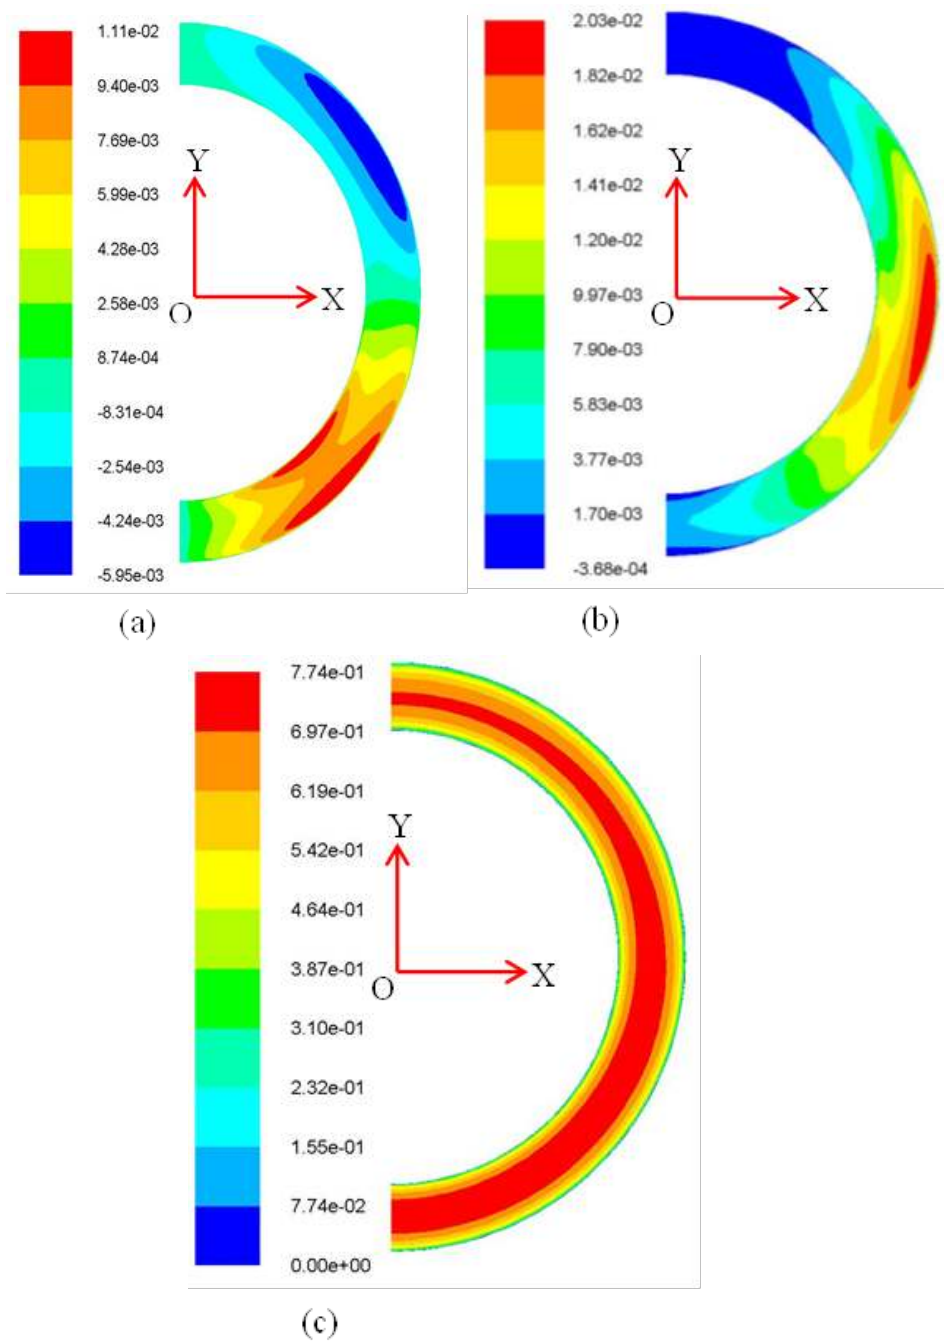 1.11e-02
9.40e-03
7.69e-03
5.99e-03
4.28e-03
2.58e-03
8.74e-04
-8.31e-04
-2.54e-03
-4.24e-03
-5.95e-03
Y
X
O
(a)
2.03e-02
1.82e-02
1.62e-02
1.41e-02
1.20e-02
9.97e-03
7.90e-03
5.83e-03
3.77e-03
1.70e-03
-3.68e-04
Y
X
O
(b)
7.74e-01
6.97e-01
6.19e-01
5.42e-01
4.64e-01
3.87e-01
3.10e-01
2.32e-01
1.55e-01
7.74e-02
0.00e+00
Y
X
O
(c)